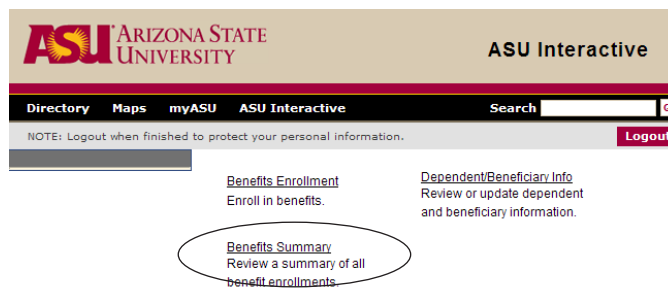 ASU ARIZONA STATE
UNIVERSITY
ASU Interactive
Directory Maps myASU ASU Interactive Search
NOTE: Logout when finished to protect your personal information. Logout
Benefits Enrollment
Enroll in benefits.
Dependent/Beneficiary Info
Review or update dependent
and beneficiary information.
Benefits Summary
Review a summary of all
benefit enrollments.